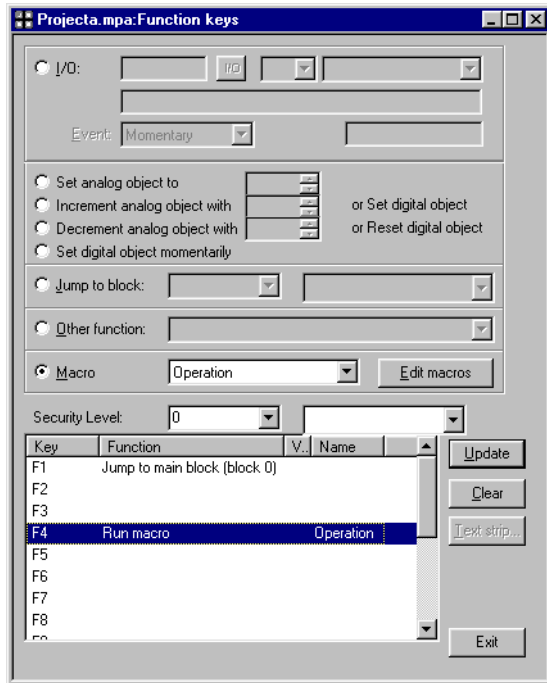 Projecta.mpa:Function keys
I/O: I/O
Event: Momentary
Set analog object to
Increment analog object with or Set digital object
Decrement analog object with or Reset digital object
Set digital object momentarily
Jump to block:
Other function:
Macro Operation Edit macros
Security Level: 0
Key Function V.. Name
F1 Jump to main block (block 0)
F2
F3
F4 Run macro Operation
F5
F6
F7
F8
Update
Clear
Text strip...
Exit